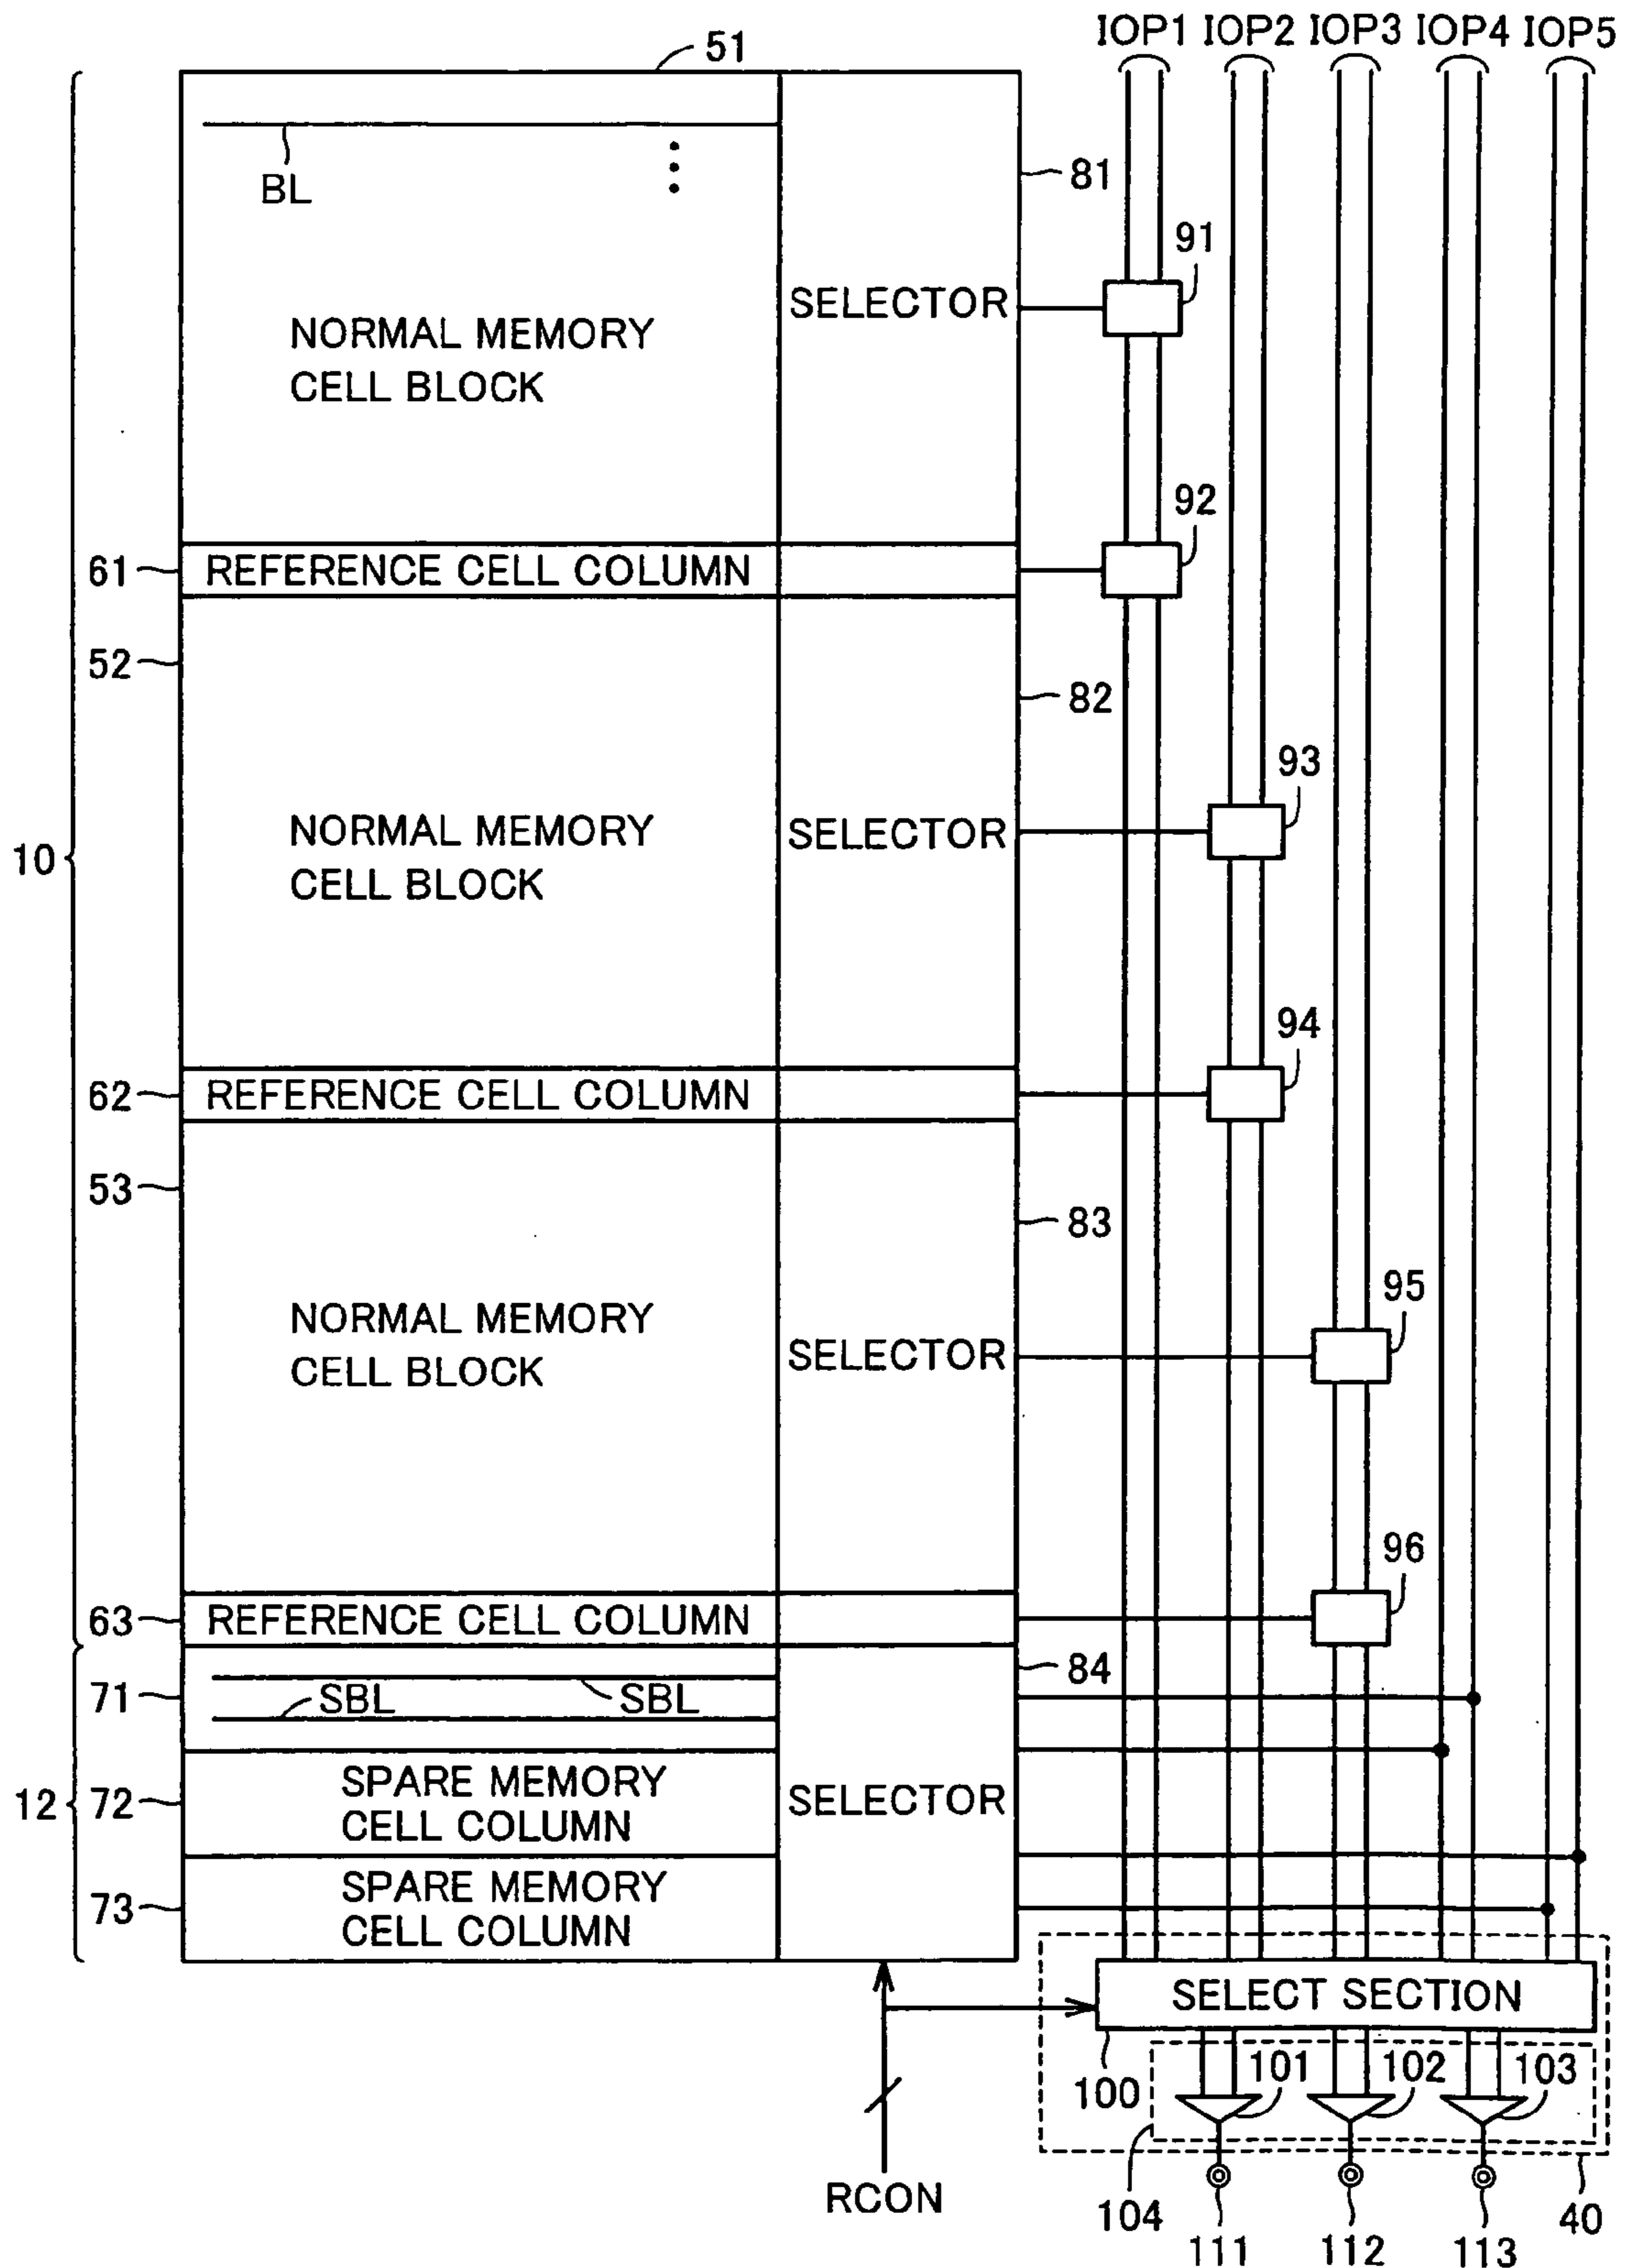 IOP1 IOP2 IOP3 IOP4 IOP5
51
BL
81
91
SELECTOR
NORMAL MEMORY
CELL BLOCK
92
61
REFERENCE CELL COLUMN
52
82
93
NORMAL MEMORY
CELL BLOCK
SELECTOR
10
94
62
REFERENCE CELL COLUMN
53
83
95
NORMAL MEMORY
CELL BLOCK
SELECTOR
96
63
REFERENCE CELL COLUMN
84
71
SBL
SBL
12
72
SPARE MEMORY
CELL COLUMN
SELECTOR
73
SPARE MEMORY
CELL COLUMN
SELECT SECTION
100
101
102
103
RCON
104
111
112
113
40